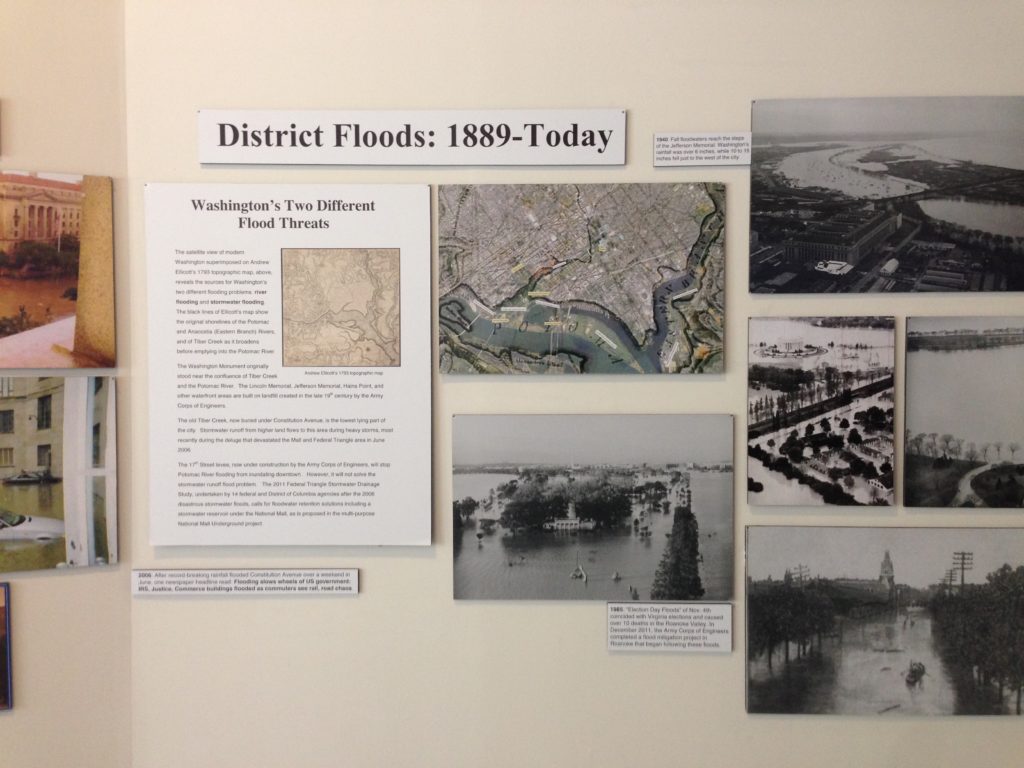 District Floods: 1889-Today
1940 Fall floodwaters reach the steps
of the Jefferson Memorial. Washington's
rainfall was over 6 inches, while 10 to 16
inches fell just to the west of the city.
Washington's Two Different
Flood Threats
The satellite view of modern
Washington superimposed on Andrew
Ellicott's 1793 topographic map, above,
reveals the sources for Washington's
two different flooding problems: river
flooding and stormwater flooding.
The black lines of Ellicott's map show
the original shorelines of the Potomac
and Anacostia (Eastern Branch) Rivers,
and of Tiber Creek as it broadens
before emptying into the Potomac River.
Andrew Ellicott's 1793 topographic map
The Washington Monument originally
stood near the confluence of Tiber Creek
and the Potomac River. The Lincoln Memorial, Jefferson Memorial, Hains Point, and
other waterfront areas are built on landfill created in the late 19th century by the Army
Corps of Engineers.
The old Tiber Creek, now buried under Constitution Avenue, is the lowest lying part of
the city. Stormwater runoff from higher land flows to this area during heavy storms, most
recently during the deluge that devastated the Mall and Federal Triangle area in June
2006.
The 17th Street levee, now under construction by the Army Corps of Engineers, will stop
Potomac River flooding from inundating downtown. However, it will not solve the
stormwater runoff flood problem. The 2011 Federal Triangle Stormwater Drainage
Study, undertaken by 14 federal and District of Columbia agencies after the 2006
disastrous stormwater floods, calls for floodwater retention solutions including a
stormwater reservoir under the National Mall, as is proposed in the multi-purpose
National Mall Underground project.
2006 After record-breaking rainfall flooded Constitution Avenue over a weekend in
June, one newspaper headline read: Flooding slows wheels of US government:
IRS, Justice, Commerce buildings flooded as commuters see rail, road chaos.
1985 "Election Day Floods" of Nov. 4th
coincided with Virginia elections and caused
over 10 deaths in the Roanoke Valley. In
December 2011, the Army Corps of Engineers
completed a flood mitigation project in
Roanoke that began following these floods.